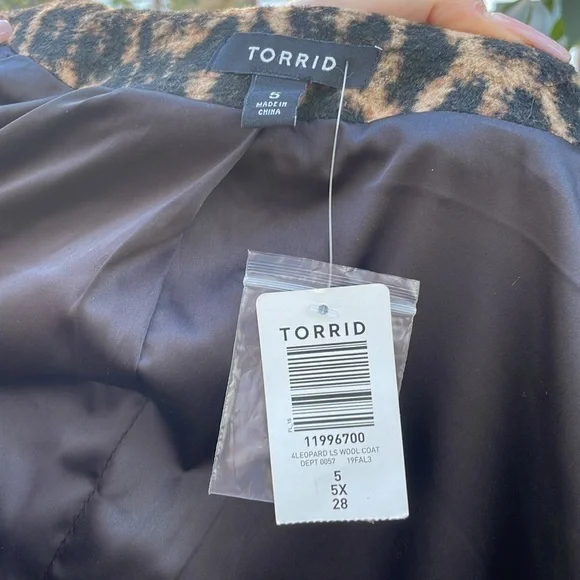 TORRID
5
MADE IN
CHINA
TORRID
11996700
4LEOPARD LS WOOL COAT
DEPT 0057 19FAL3
5
5X
28